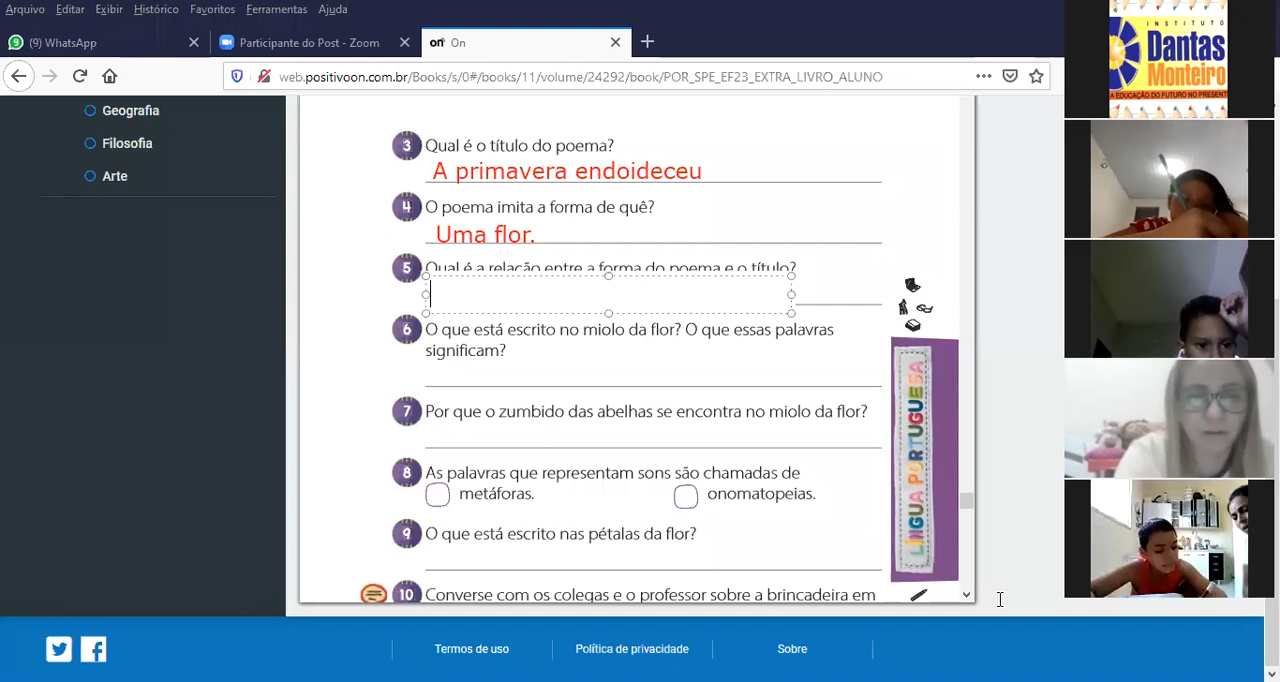 Arquivo Editar Exibir Histórico Favoritos Ferramentas Ajuda
9 (9) WhatsApp
Participante do Post - Zoom
on On
web.positivoon.com.br/Books/s/0#/books/11/volume/24292/book/POR_SPE_EF23_EXTRA_LIVRO_ALUNO
Geografia
Filosofia
Arte
3 Qual é o título do poema?
A primavera endoideceu
4 O poema imita a forma de quê?
Uma flor.
5 Qual é a relação entre a forma do poema e o título?
6 O que está escrito no miolo da flor? O que essas palavras
significam?
7 Por que o zumbido das abelhas se encontra no miolo da flor?
8 As palavras que representam sons são chamadas de
metáforas. onomatopeias.
9 O que está escrito nas pétalas da flor?
10 Converse com os colegas e o professor sobre a brincadeira em
LÍNGUA PORTUGUESA
Termos de uso
Política de privacidade
Sobre
INSTITUTO
Dantas
Monteiro
A EDUCAÇÃO DO FUTURO NO PRESENT